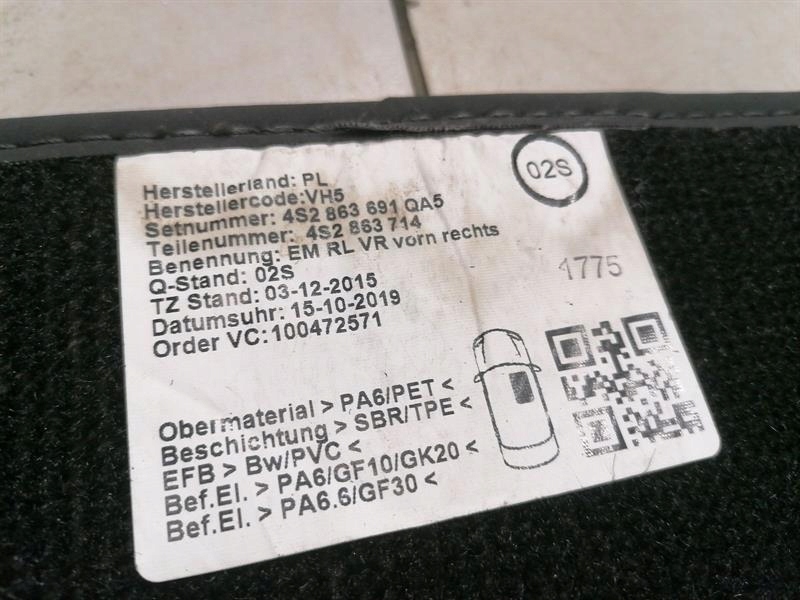 02S
Herstellerland: PL
Herstellercode:VH5
Setnummer: 4S2 863 691 QA5
Teilenummer: 4S2 863 714
Benennung: EM RL VR vorn rechts
Q-Stand: 02S
TZ Stand: 03-12-2015
Datumsuhr: 15-10-2019
Order VC:100472571
1775
Obermaterial > PA6/PET <
Beschichtung > SBR/TPE <
EFB > Bw/PVC <
Bef.El. > PA6/GF10/GK20 <
Bef.El. > PA6.6/GF30 <